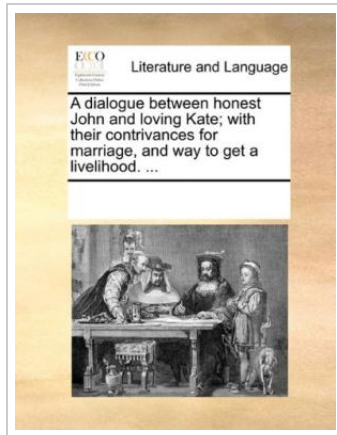 ECCO
Literature and Language
A dialogue between honest
John and loving Kate; with
their contrivances for
marriage, and way to get a
livelihood. ...